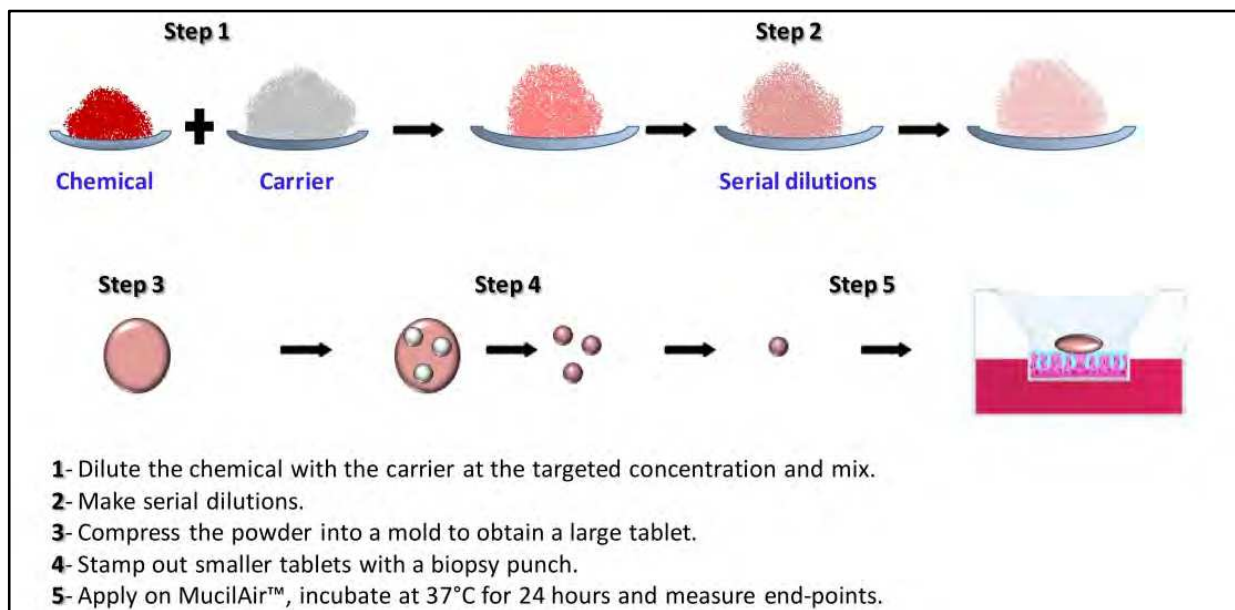 Step 1 Step 2
Chemical Carrier Serial dilutions
Step 3 Step 4 Step 5
1- Dilute the chemical with the carrier at the targeted concentration and mix.
2- Make serial dilutions.
3- Compress the powder into a mold to obtain a large tablet.
4- Stamp out smaller tablets with a biopsy punch.
5- Apply on MucilAir™, incubate at 37°C for 24 hours and measure end-points.